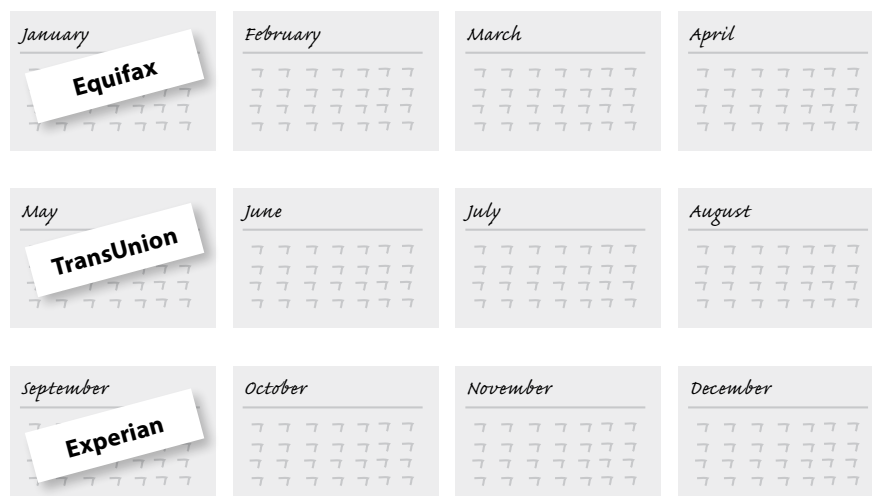 January February March April
Equifax
May June July August
TransUnion
September October November December
Experian